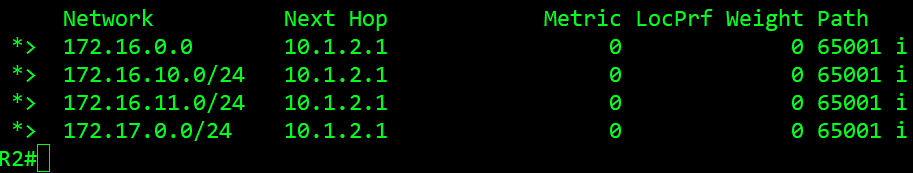 Network Next Hop Metric LocPrf Weight Path
*> 172.16.0.0 10.1.2.1 0 0 65001 i
*> 172.16.10.0/24 10.1.2.1 0 0 65001 i
*> 172.16.11.0/24 10.1.2.1 0 0 65001 i
*> 172.17.0.0/24 10.1.2.1 0 0 65001 i
R2#